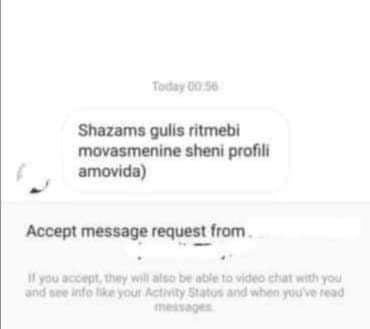 Today 00:56
Shazams gulis ritmebi
movasmenine sheni profili
amovida)
Accept message request from
If you accept, they will also be able to video chat with you
and see info like your Activity Status and when you've read
messages.